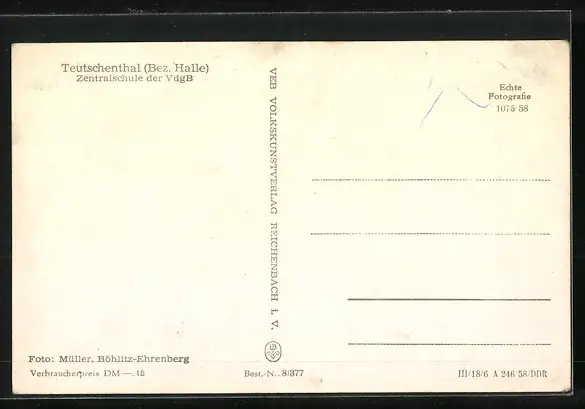 Teutschenthal (Bez. Halle)
Zentralschule der VdgB
VEB VOLKSKUNSTVERLAG REICHENBACH i. V.
Echte
Fotografie
1075 58
Foto: Müller, Böhlitz-Ehrenberg
Verbraucherpreis DM —. 15
Best.-N.. 8/377
III/18/6 A 246/58/DDR